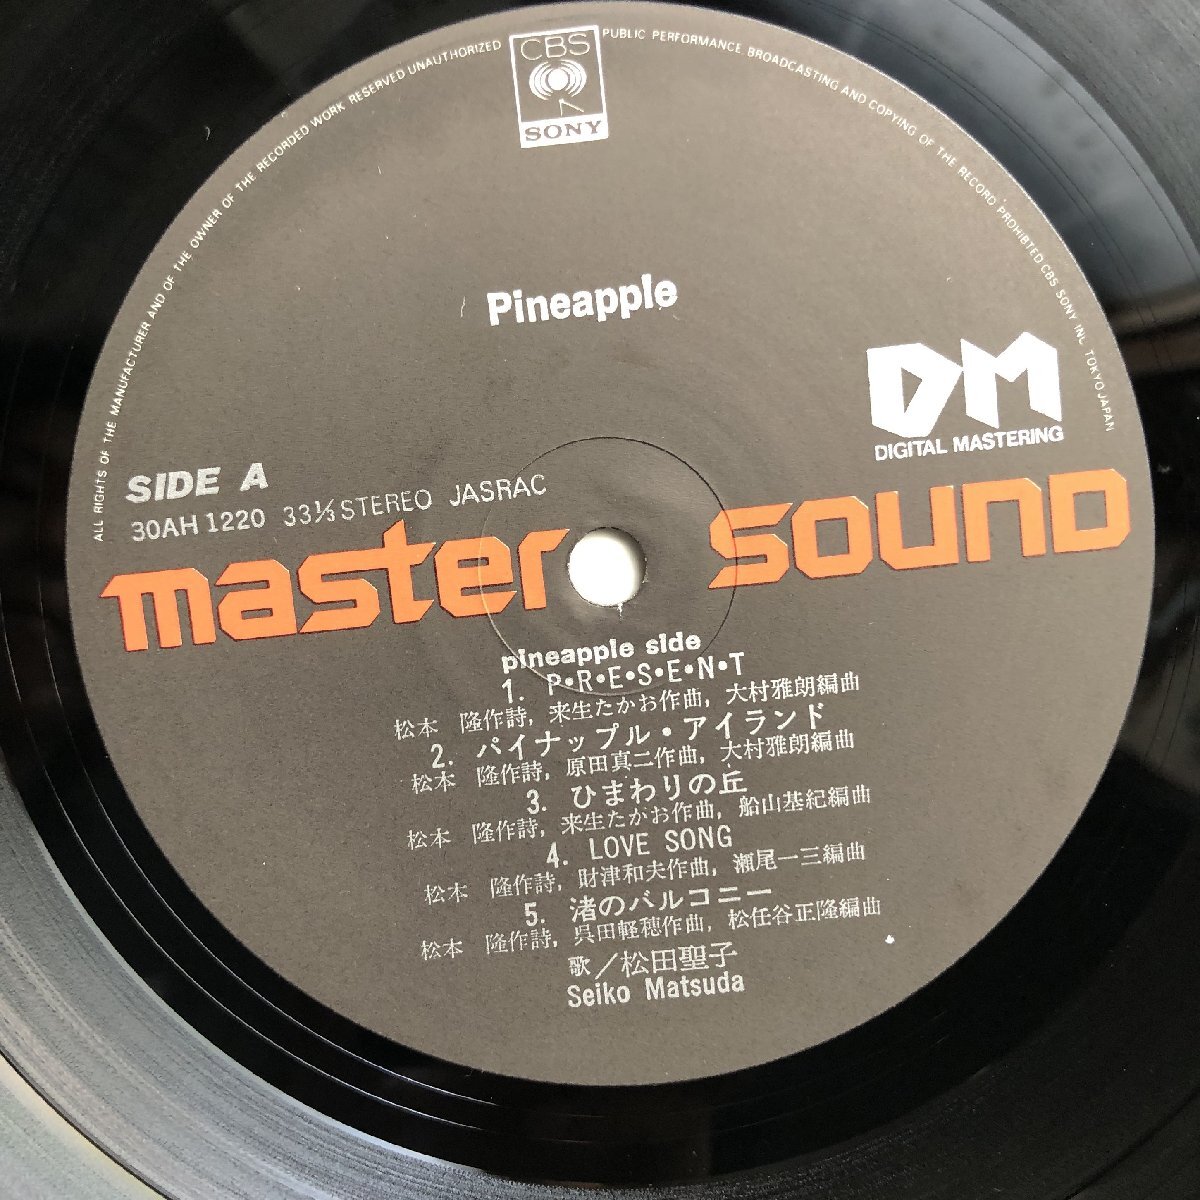 ALL RIGHTS OF THE MANUFACTURER AND OF THE OWNER OF THE RECORDED WORK RESERVED UNAUTHORIZED
CBS
SONY
PUBLIC PERFORMANCE BROADCASTING AND COPYING OF THE RECORD PROHIBITED CBS SONY INC. TOKYO JAPAN
Pineapple
DM
DIGITAL MASTERING
SIDE A
30AH 1220 33⅓ STEREO JASRAC
master sound
pineapple side
1. P・R・E・S・E・N・T
松本 隆作詩, 来生たかお作曲, 大村雅朗編曲
2. パイナップル・アイランド
松本 隆作詩, 原田真二作曲, 大村雅朗編曲
3. ひまわりの丘
松本 隆作詩, 来生たかお作曲, 船山基紀編曲
4. LOVE SONG
松本 隆作詩, 財津和夫作曲, 瀬尾一三編曲
5. 渚のバルコニー
松本 隆作詩, 呉田軽穂作曲, 松任谷正隆編曲
歌／松田聖子
Seiko Matsuda